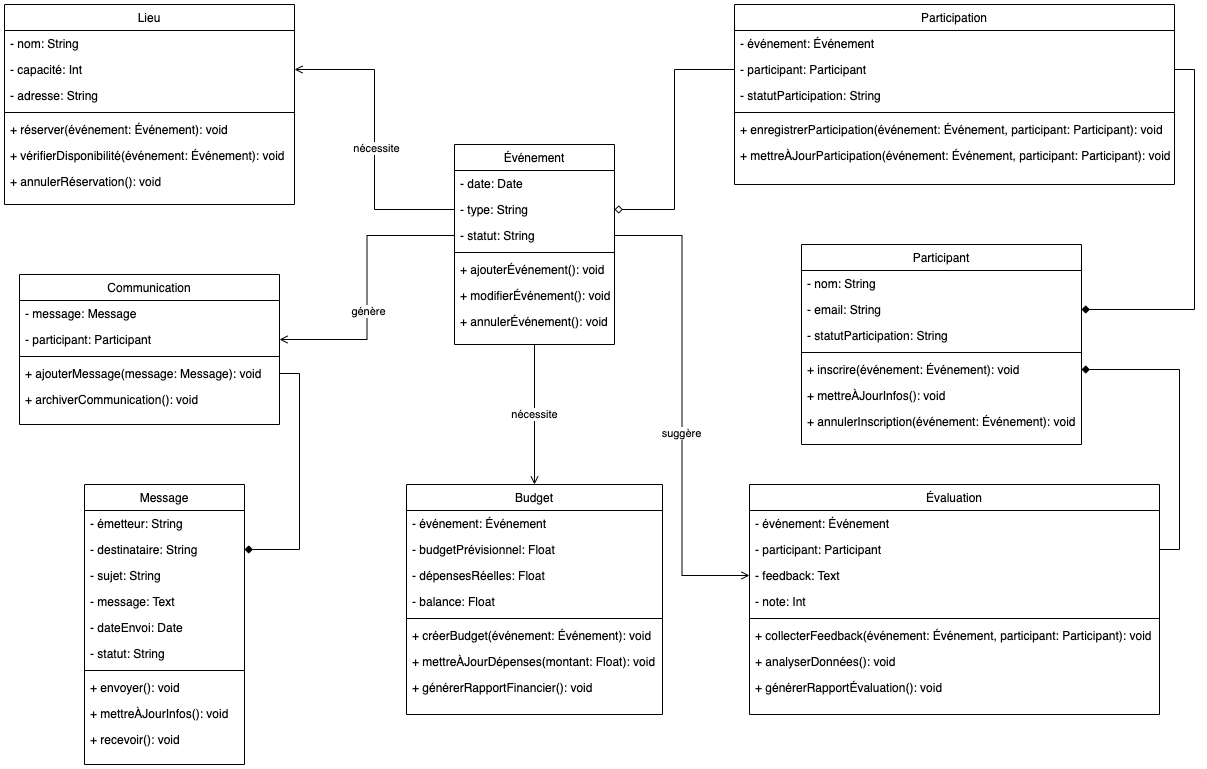 Lieu
- nom: String
- capacité: Int
- adresse: String
+ réserver(événement: Événement): void
+ vérifierDisponibilité(événement: Événement): void
+ annulerRéservation(): void
Participation
- événement: Événement
- participant: Participant
- statutParticipation: String
+ enregistrerParticipation(événement: Événement, participant: Participant): void
+ mettreÀJourParticipation(événement: Événement, participant: Participant): void
nécessite
Événement
- date: Date
- type: String
- statut: String
+ ajouterÉvénement(): void
+ modifierÉvénement(): void
+ annulerÉvénement(): void
Participant
- nom: String
- email: String
- statutParticipation: String
+ inscrire(événement: Événement): void
+ mettreÀJourInfos(): void
+ annulerInscription(événement: Événement): void
Communication
- message: Message
- participant: Participant
+ ajouterMessage(message: Message): void
+ archiverCommunication(): void
génère
nécessite
suggère
Message
- émetteur: String
- destinataire: String
- sujet: String
- message: Text
- dateEnvoi: Date
- statut: String
+ envoyer(): void
+ mettreÀJourInfos(): void
+ recevoir(): void
Budget
- événement: Événement
- budgetPrévisionnel: Float
- dépensesRéelles: Float
- balance: Float
+ créerBudget(événement: Événement): void
+ mettreÀJourDépenses(montant: Float): void
+ générerRapportFinancier(): void
Évaluation
- événement: Événement
- participant: Participant
- feedback: Text
- note: Int
+ collecterFeedback(événement: Événement, participant: Participant): void
+ analyserDonnées(): void
+ générerRapportÉvaluation(): void